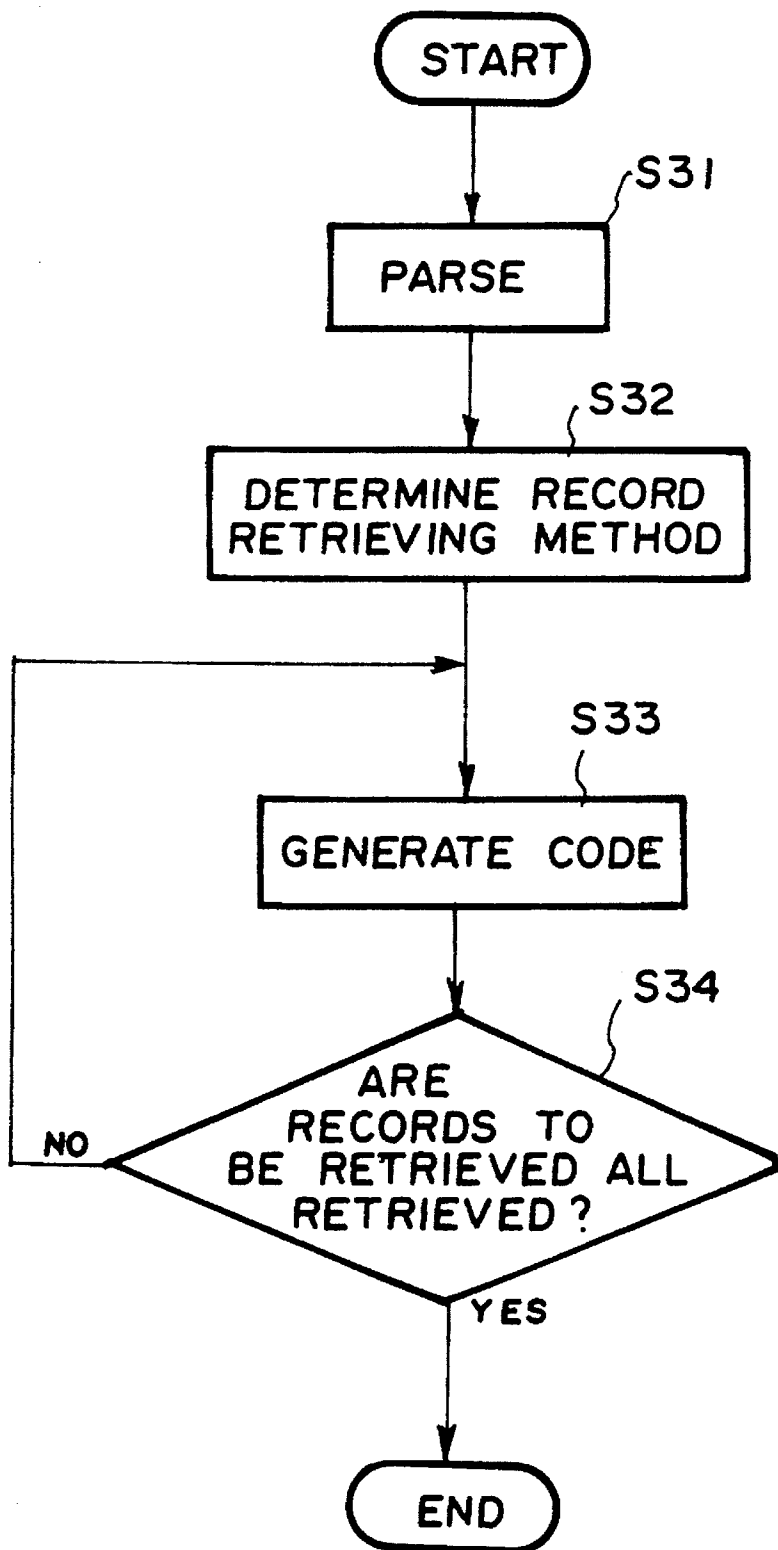 START
S31
PARSE
S32
DETERMINE RECORD
RETRIEVING METHOD
S33
GENERATE CODE
S34
ARE
RECORDS TO
BE RETRIEVED ALL
RETRIEVED?
NO
YES
END